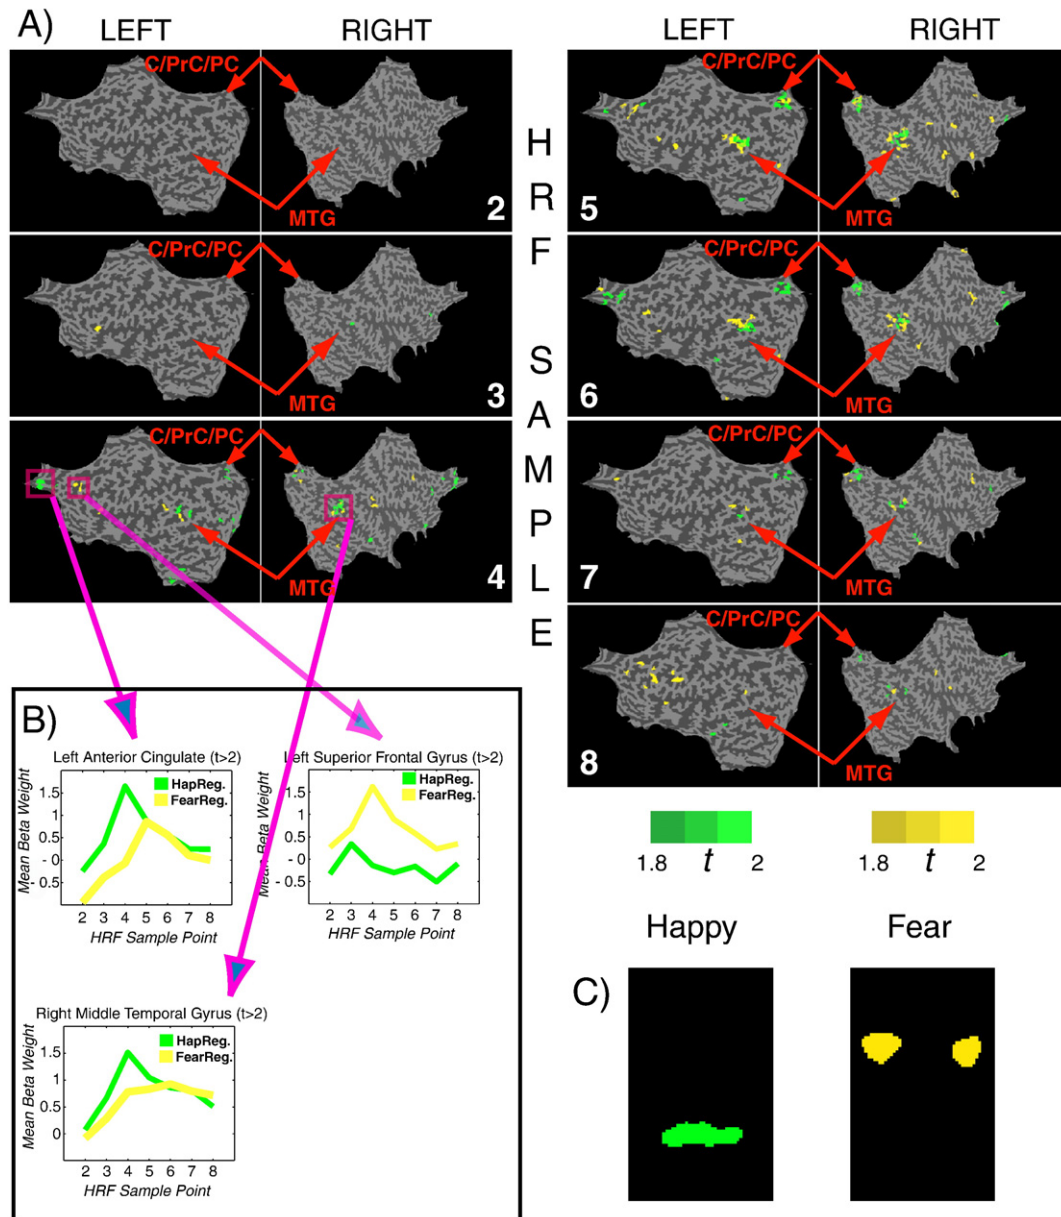 A)
LEFT RIGHT
C/PrC/PC
MTG
2
C/PrC/PC
MTG
3
C/PrC/PC
MTG
4
H
R
F
S
A
M
P
L
E
LEFT RIGHT
C/PrC/PC
MTG
5
C/PrC/PC
MTG
6
C/PrC/PC
MTG
7
C/PrC/PC
MTG
8
1.8 t 2
1.8 t 2
B)
Left Anterior Cingulate (t>2)
HapReg.
FearReg.
Mean Beta Weight
1.5
1
0.5
- 0
- 0.5
2 3 4 5 6 7 8
HRF Sample Point
Left Superior Frontal Gyrus (t>2)
HapReg.
FearReg.
Mean Beta Weight
1.5
1
0.5
- 0
- 0.5
2 3 4 5 6 7 8
HRF Sample Point
Right Middle Temporal Gyrus (t>2)
HapReg.
FearReg.
Mean Beta Weight
1.5
1
0.5
0
2 3 4 5 6 7 8
HRF Sample Point
C)
Happy Fear